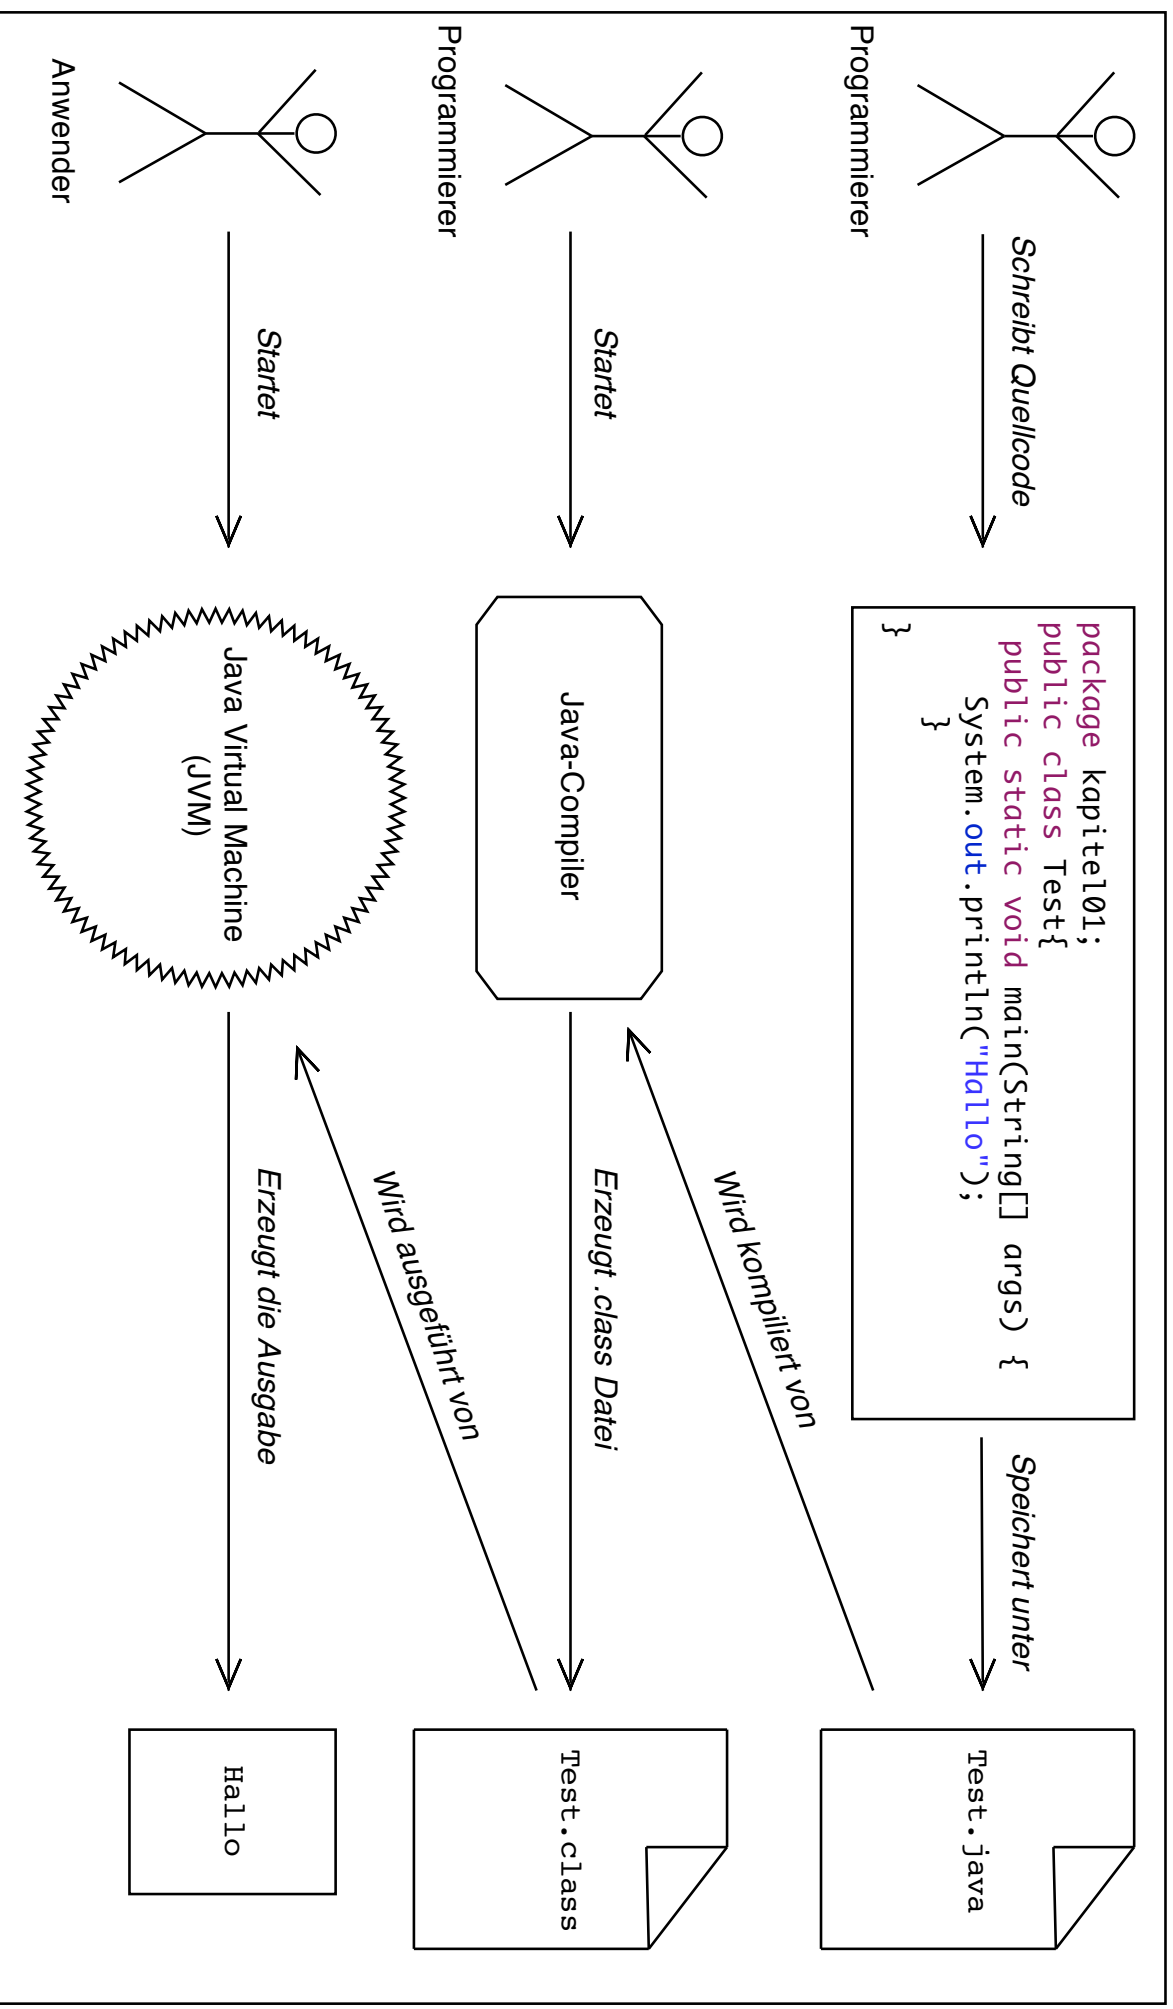 Schreibt Quellcode
Programmierer
package kapitel01;
public class Test{
public static void main(String[] args) {
System.out.println("Hallo");
}
}
Speichert unter
Test.java
Wird kompiliert von
Programmierer
Startet
Java-Compiler
Erzeugt .class Datei
Test.class
Wird ausgeführt von
Anwender
Startet
Java Virtual Machine
(JVM)
Erzeugt die Ausgabe
Hallo